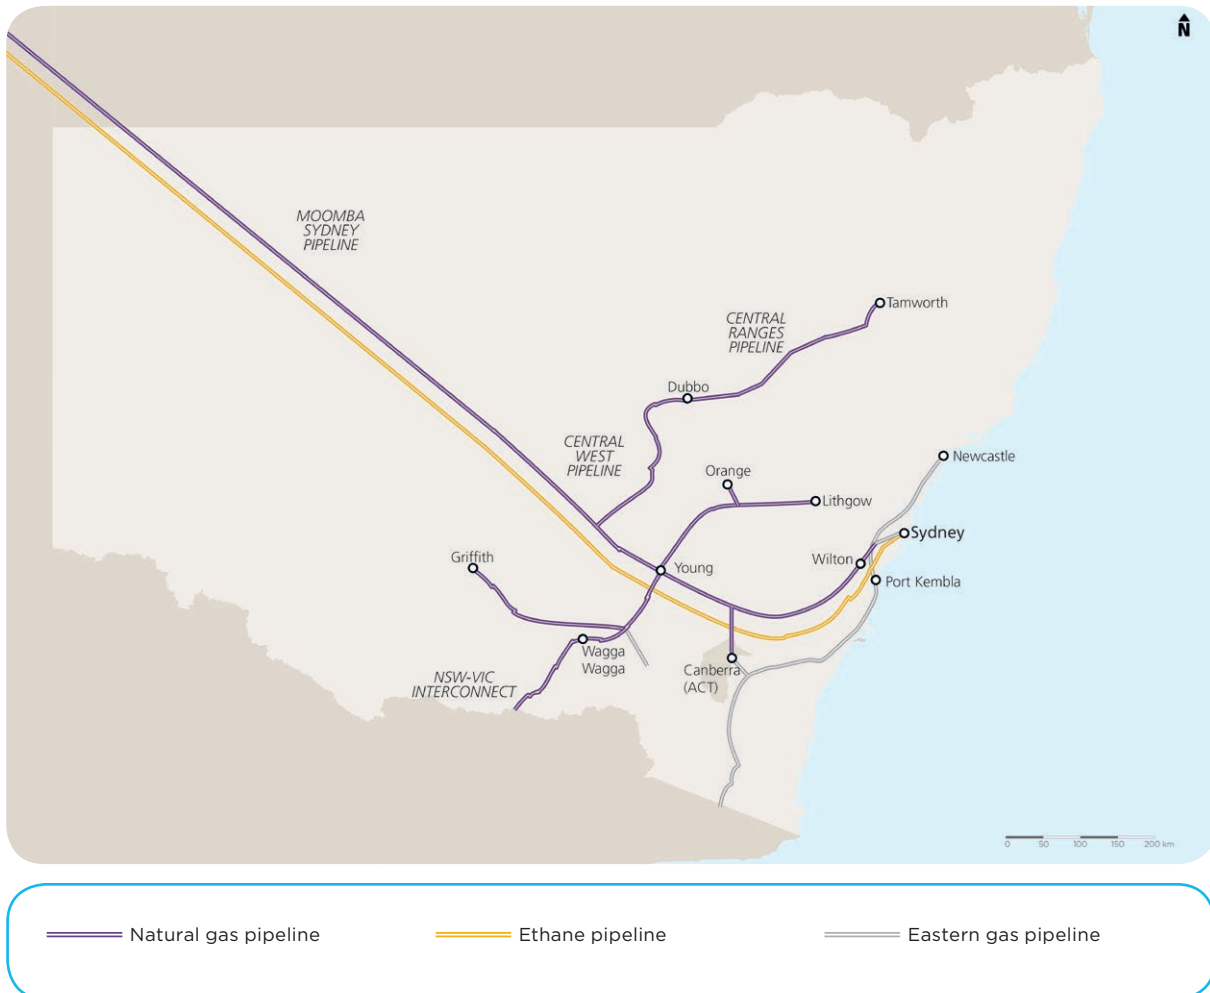 N
MOOMBA
SYDNEY
PIPELINE
Tamworth
CENTRAL
RANGES
PIPELINE
Dubbo
CENTRAL
WEST
PIPELINE
Newcastle
Orange
Lithgow
Sydney
Griffith
Wilton
Young
Port Kembla
Wagga
Wagga
Canberra
(ACT)
NSW-VIC
INTERCONNECT
0 50 100 150 200 km
Natural gas pipeline
Ethane pipeline
Eastern gas pipeline